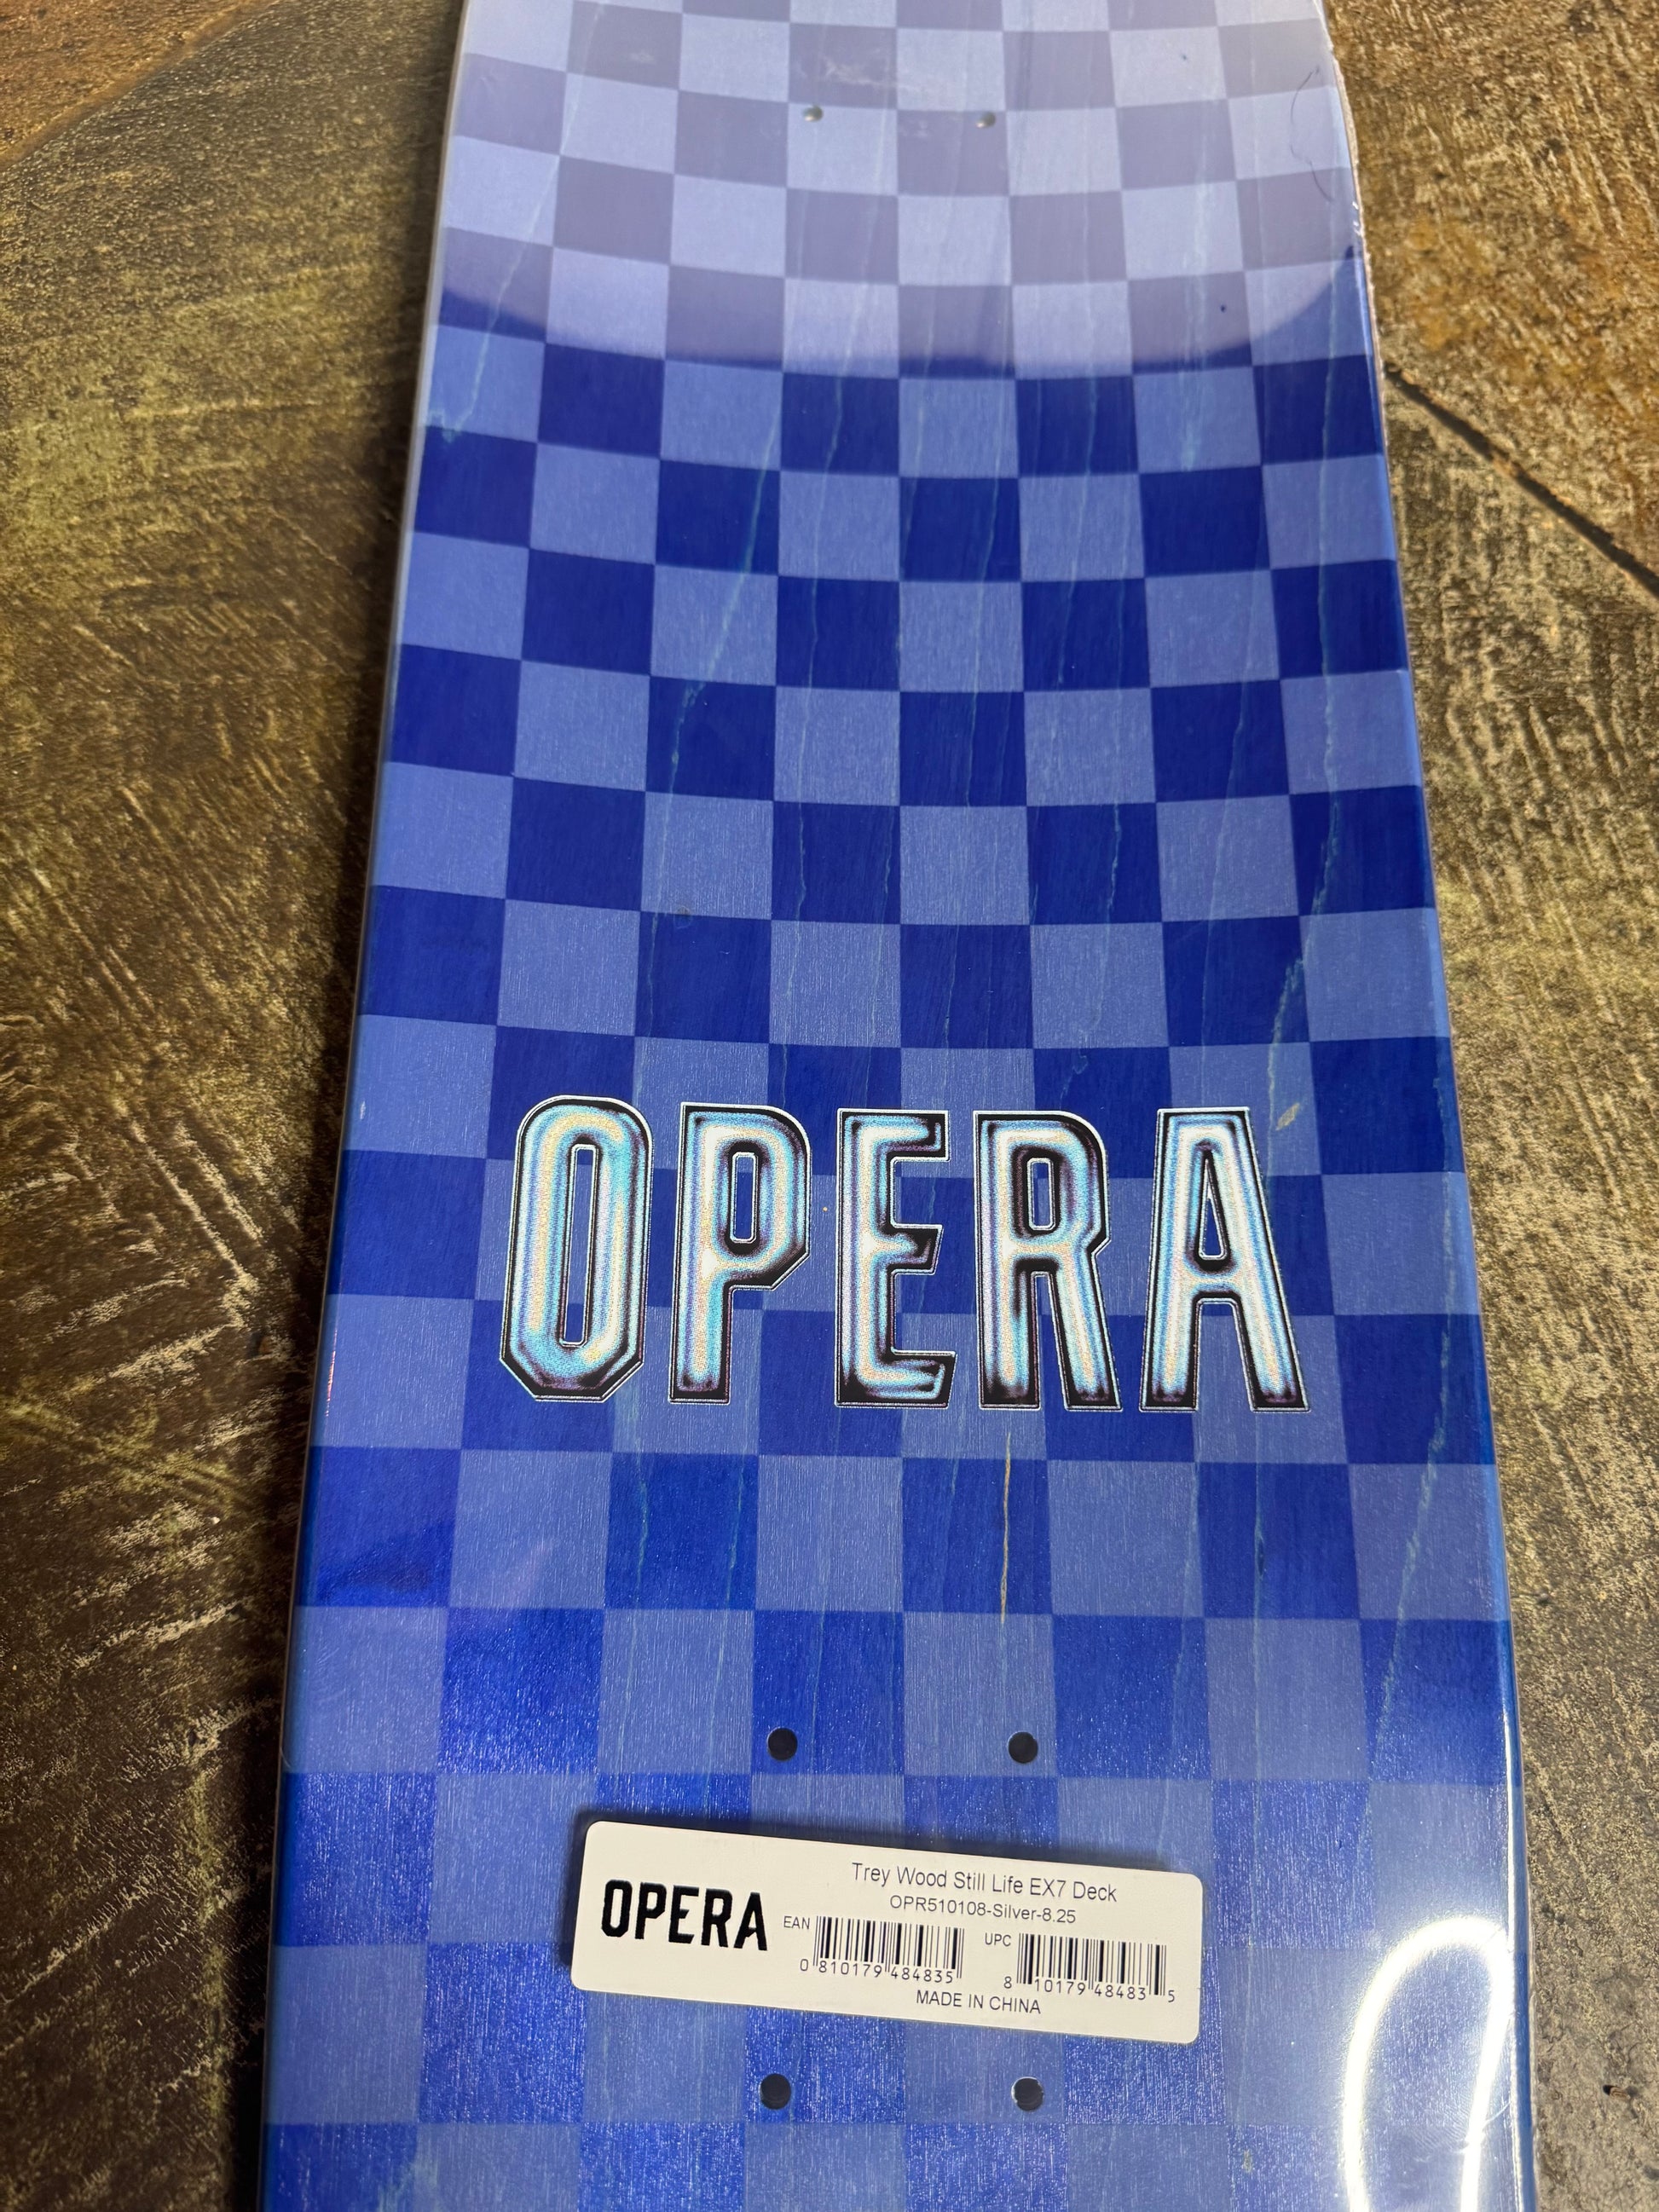 OPERA
OPERA
Trey Wood Still Life EX7 Deck
OPR510108-Silver-8.25
EAN
0 810179 484835
UPC
8 10179 48483 5
MADE IN CHINA